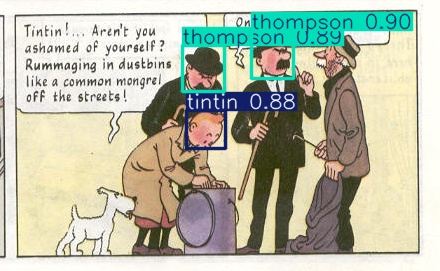 Tintin!... Aren't you
ashamed of yourself?
Rummaging in dustbins
like a common mongrel
off the streets!
On
thompson 0.90
thompson 0.89
tintin 0.88